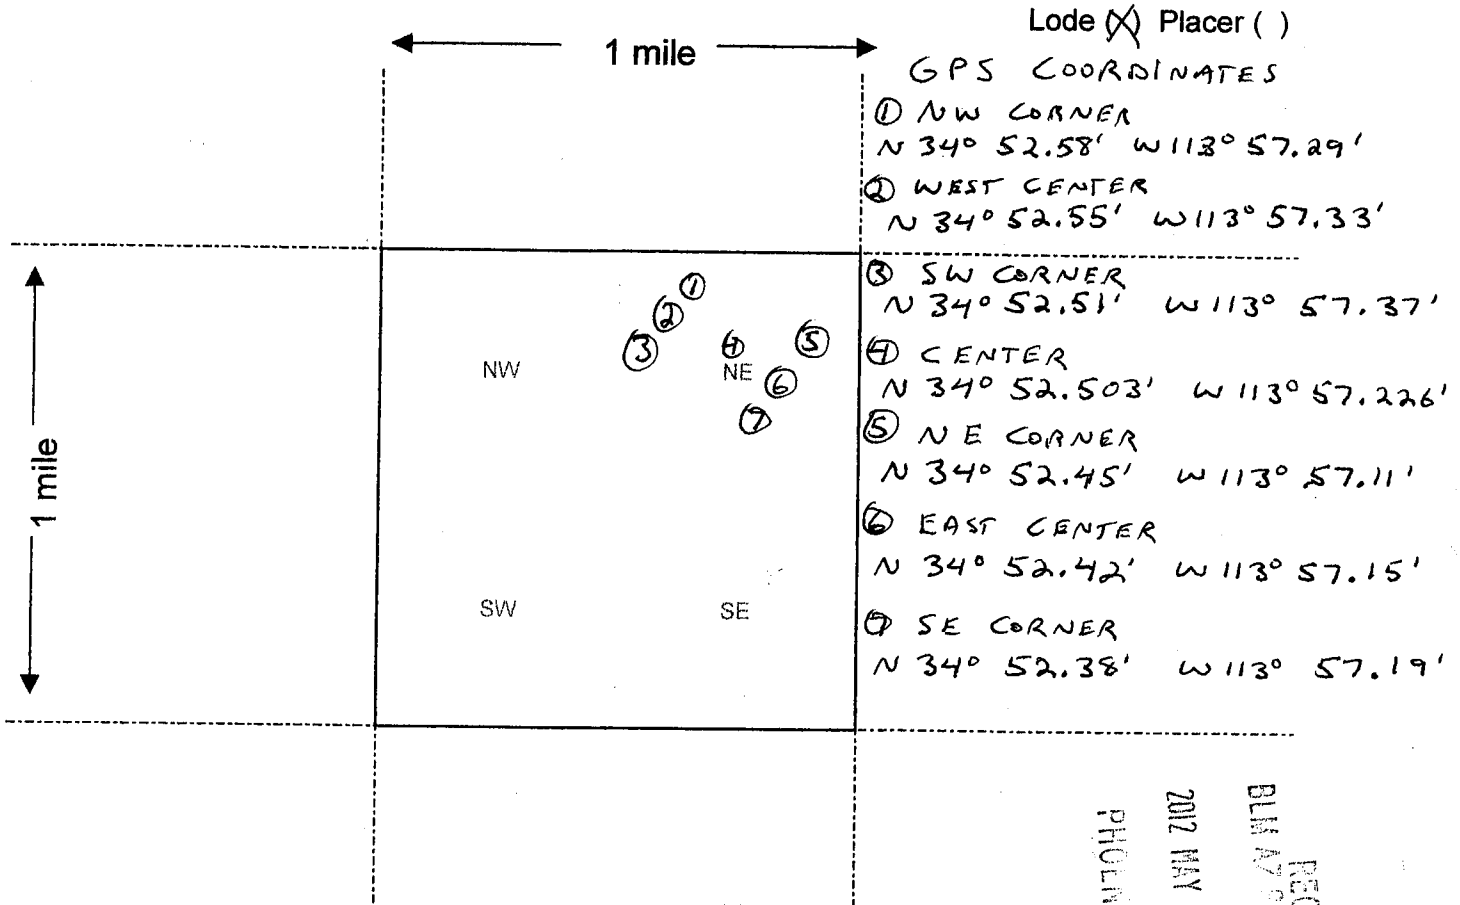 Lode (X) Placer ( )
1 mile
GPS COORDINATES
① NW CORNER
N 34° 52.58' W 113° 57.29'
② WEST CENTER
N 34° 52.55' W 113° 57.33'
③ SW CORNER
N 34° 52.51' W 113° 57.37'
④ CENTER
N 34° 52.503' W 113° 57.226'
⑤ NE CORNER
N 34° 52.45' W 113° 57.11'
⑥ EAST CENTER
N 34° 52.42' W 113° 57.15'
⑦ SE CORNER
N 34° 52.38' W 113° 57.19'
①
②
③
④
⑤
NW
NE
⑥
⑦
1 mile
SW
SE
BLM AZ
2012 MAY